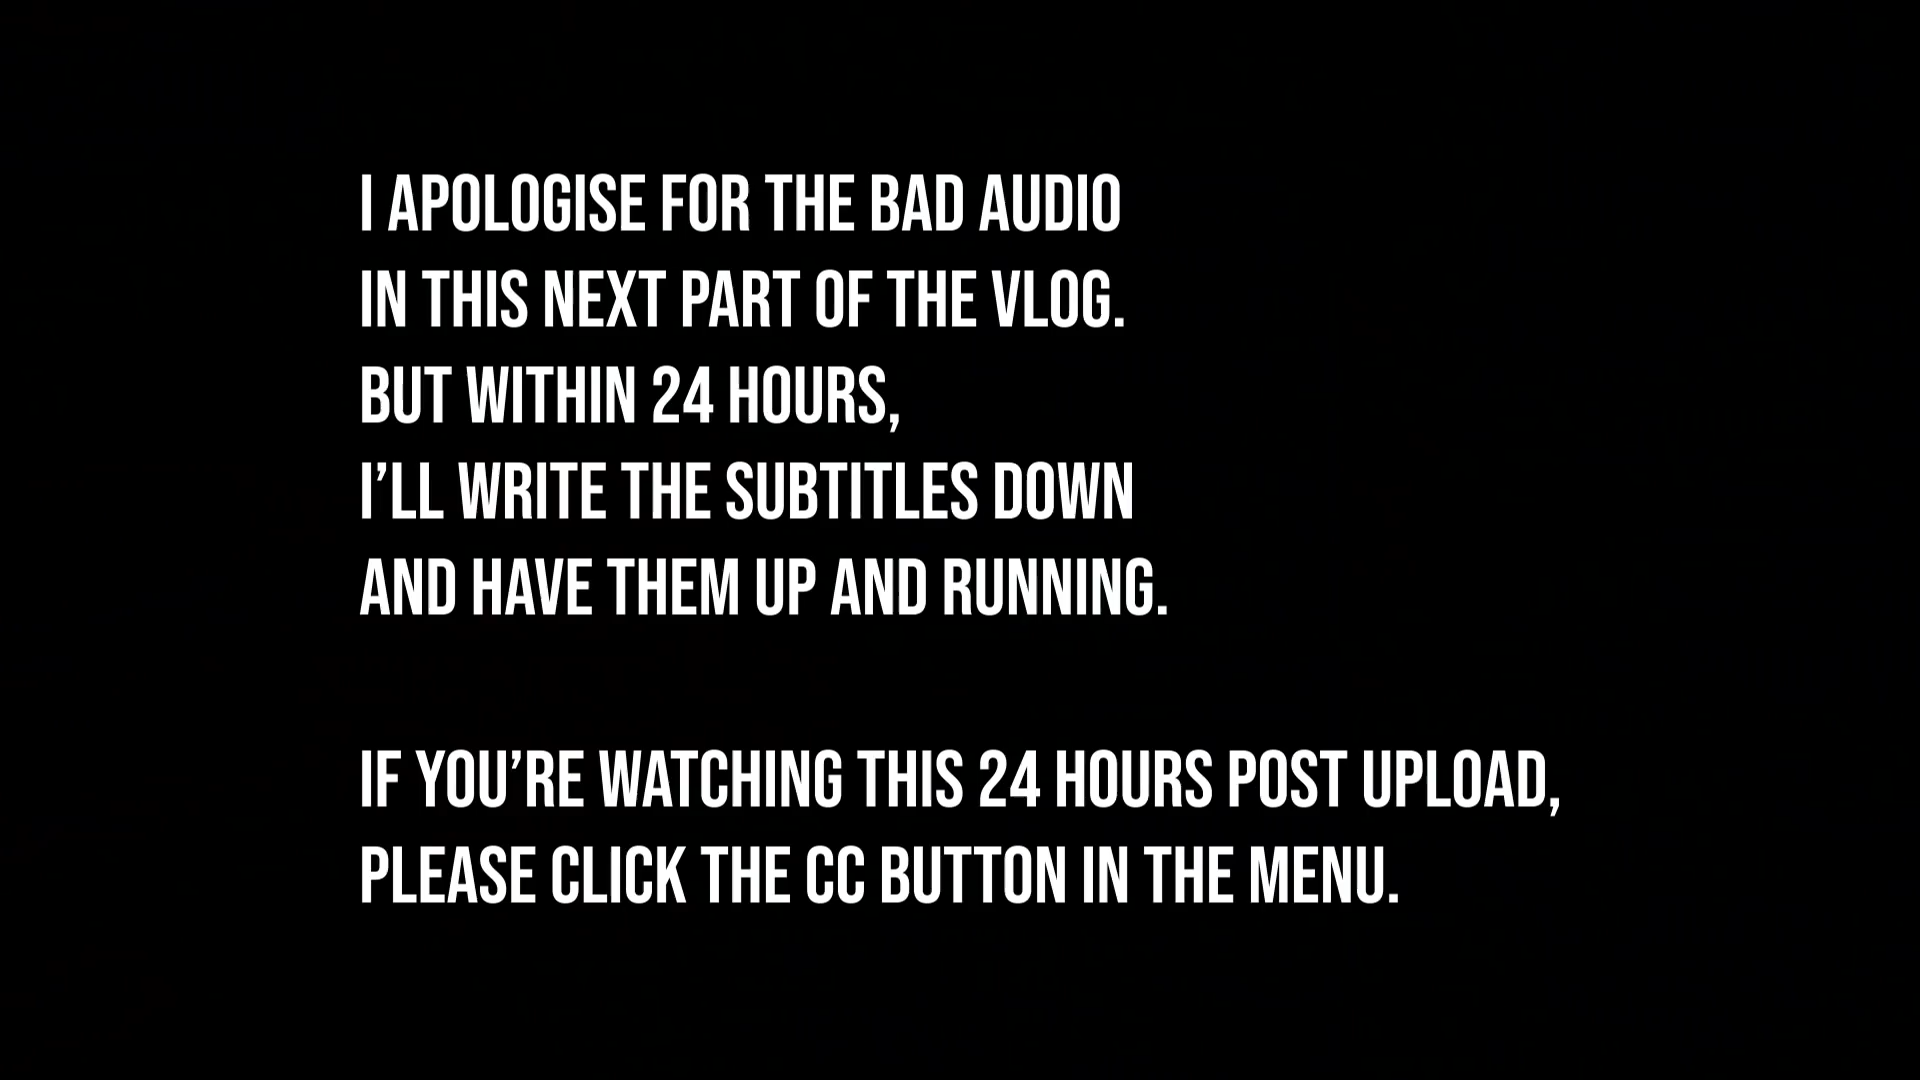 I APOLOGISE FOR THE BAD AUDIO
IN THIS NEXT PART OF THE VLOG.
BUT WITHIN 24 HOURS,
I’LL WRITE THE SUBTITLES DOWN
AND HAVE THEM UP AND RUNNING.
IF YOU’RE WATCHING THIS 24 HOURS POST UPLOAD,
PLEASE CLICK THE CC BUTTON IN THE MENU.